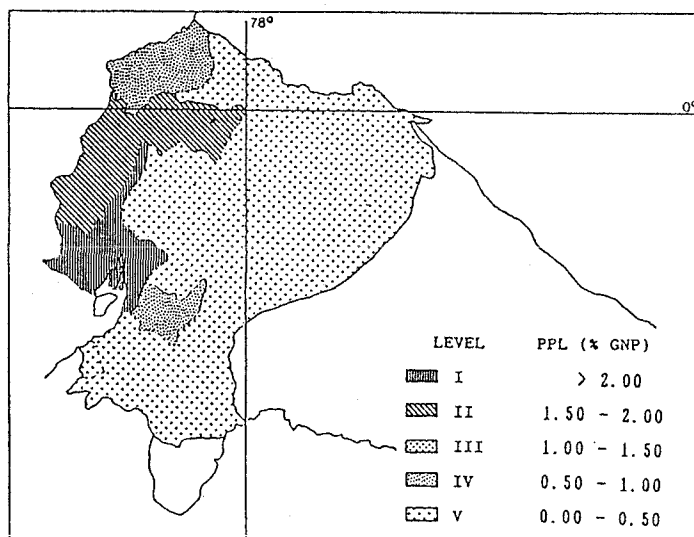 78°
0°
LEVEL PPL (% GNP)
I > 2.00
II 1.50 - 2.00
III 1.00 - 1.50
IV 0.50 - 1.00
V 0.00 - 0.50